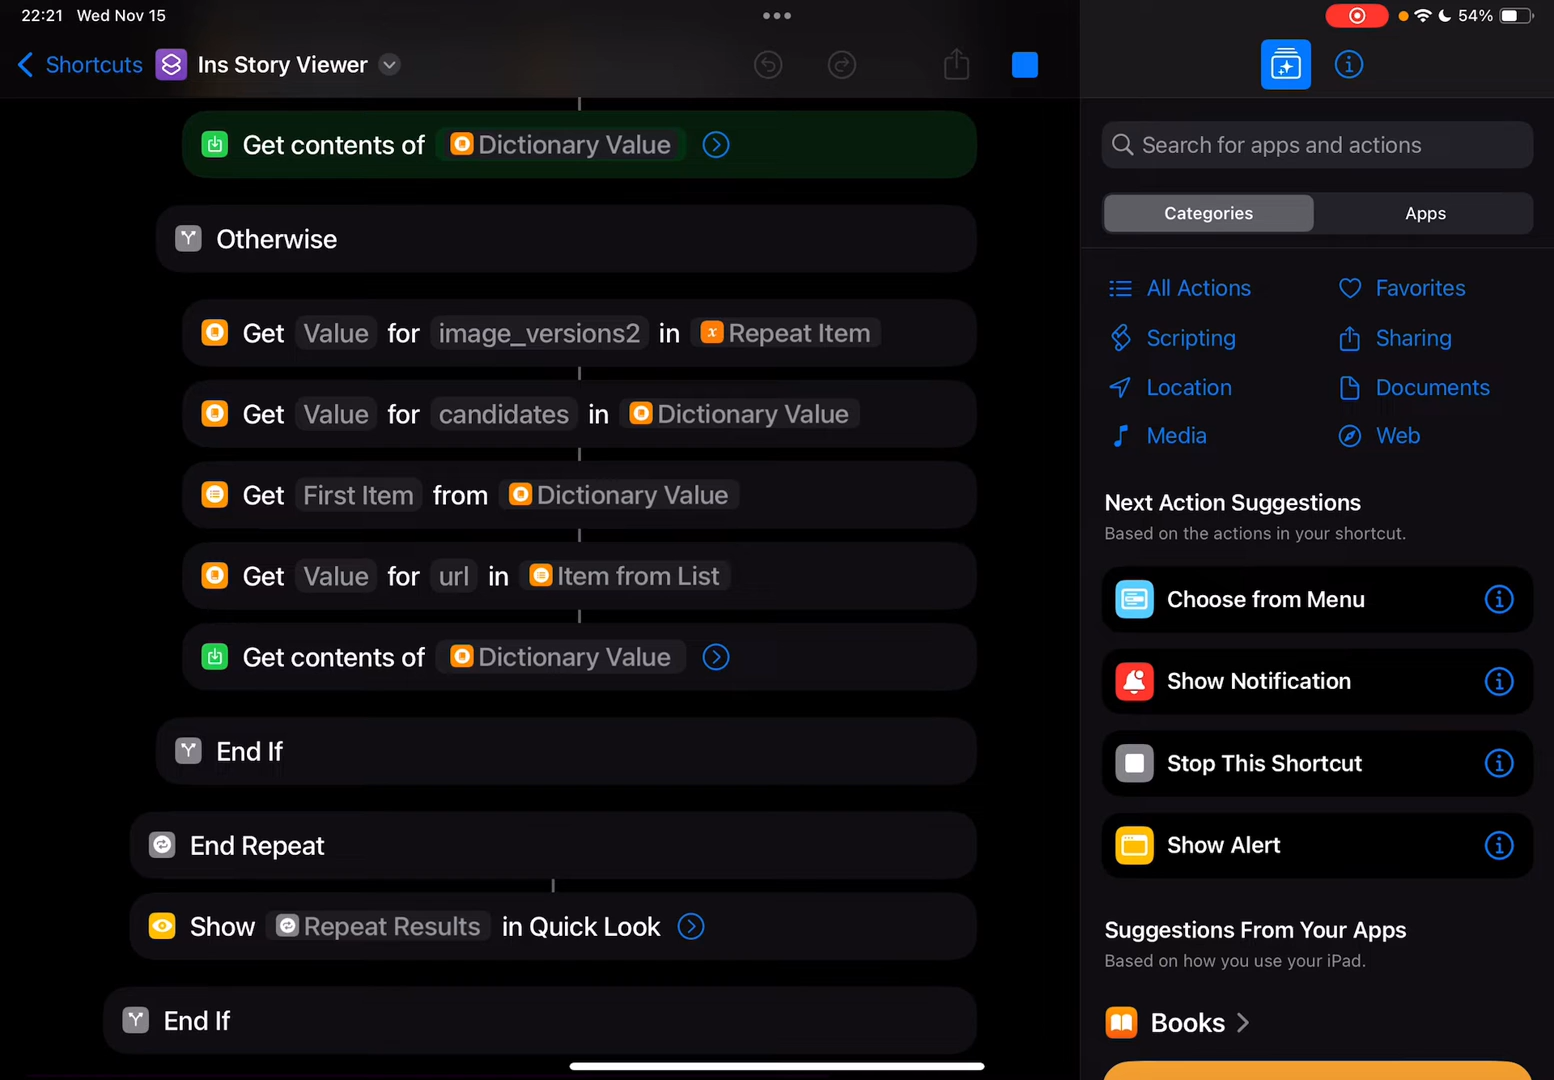 22:21 Wed Nov 15
54%
Shortcuts Ins Story Viewer
Get contents of Dictionary Value
Otherwise
Get Value for image_versions2 in Repeat Item
Get Value for candidates in Dictionary Value
Get First Item from Dictionary Value
Get Value for url in Item from List
Get contents of Dictionary Value
End If
End Repeat
Show Repeat Results in Quick Look
End If
Search for apps and actions
Categories Apps
All Actions Favorites
Scripting Sharing
Location Documents
Media Web
Next Action Suggestions
Based on the actions in your shortcut.
Choose from Menu
Show Notification
Stop This Shortcut
Show Alert
Suggestions From Your Apps
Based on how you use your iPad.
Books